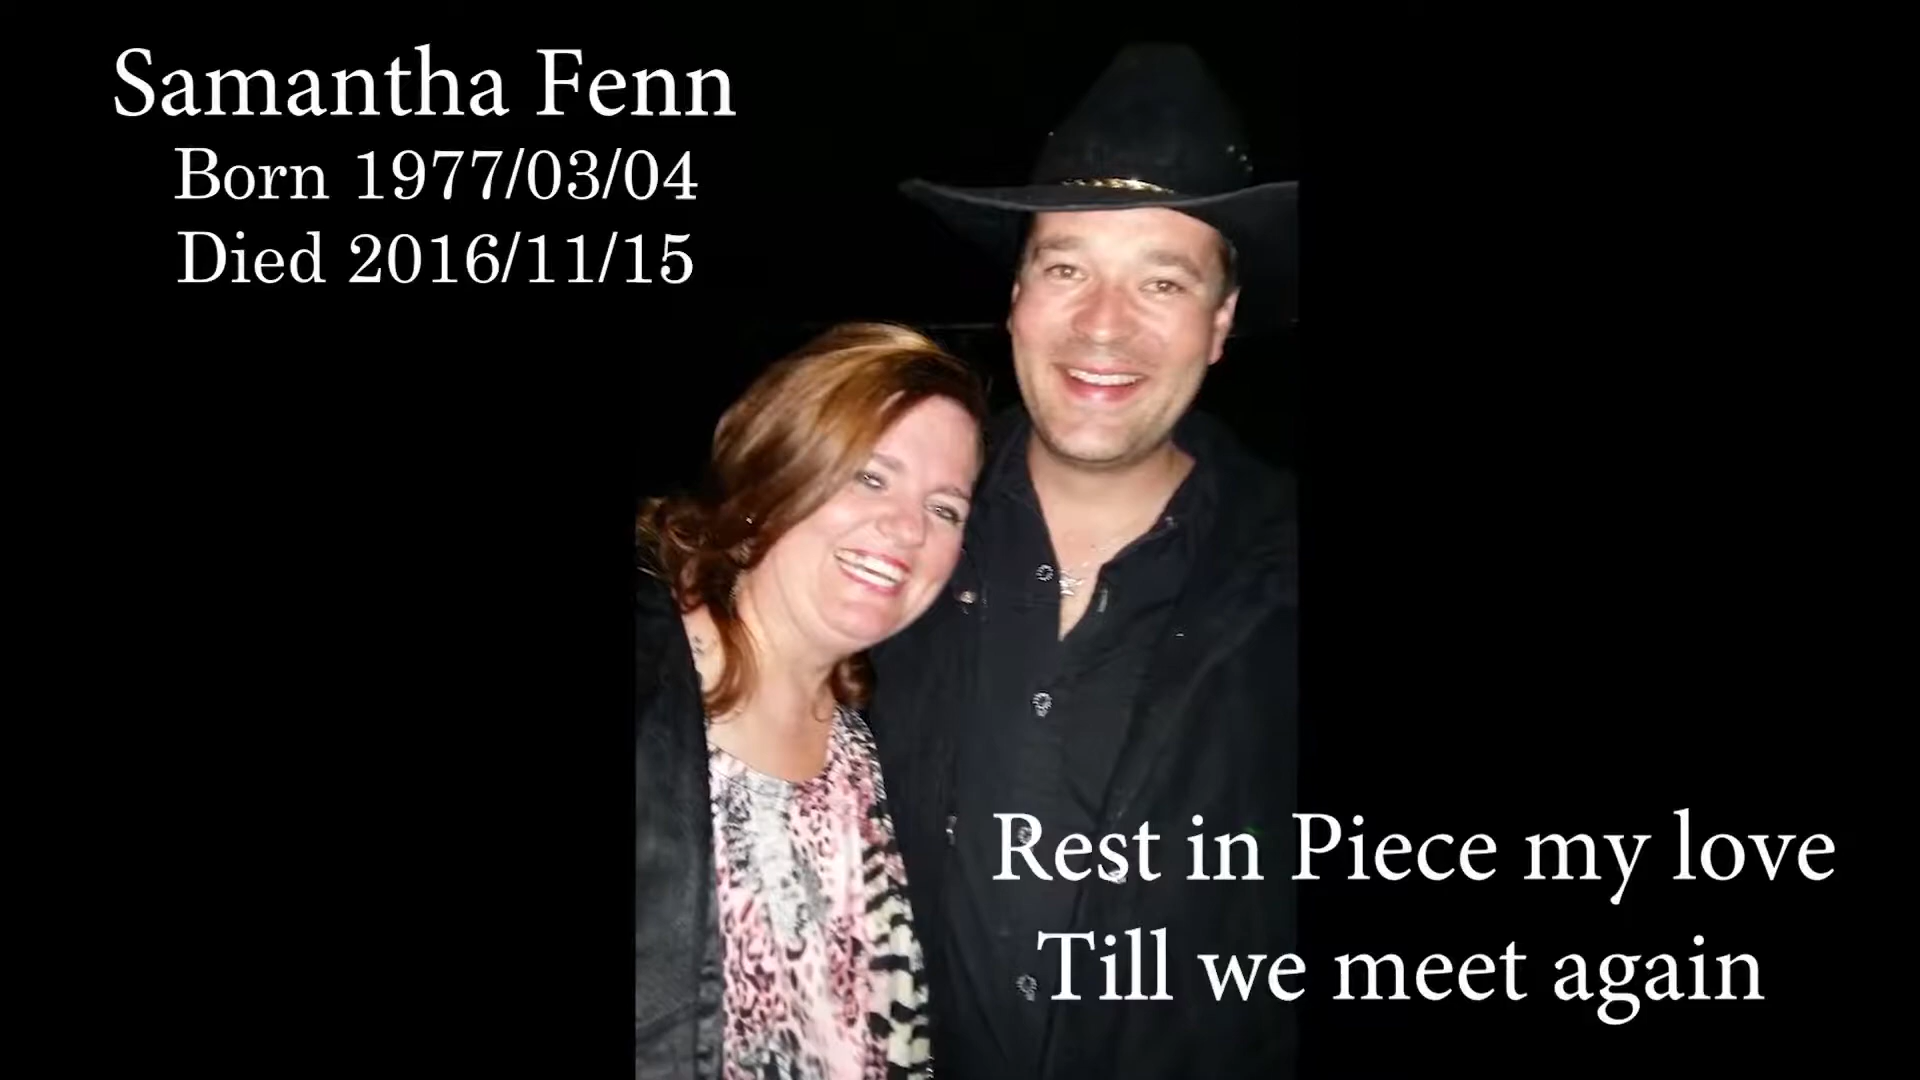 Samantha Fenn
Born 1977/03/04
Died 2016/11/15
Rest in Piece my love
Till we meet again